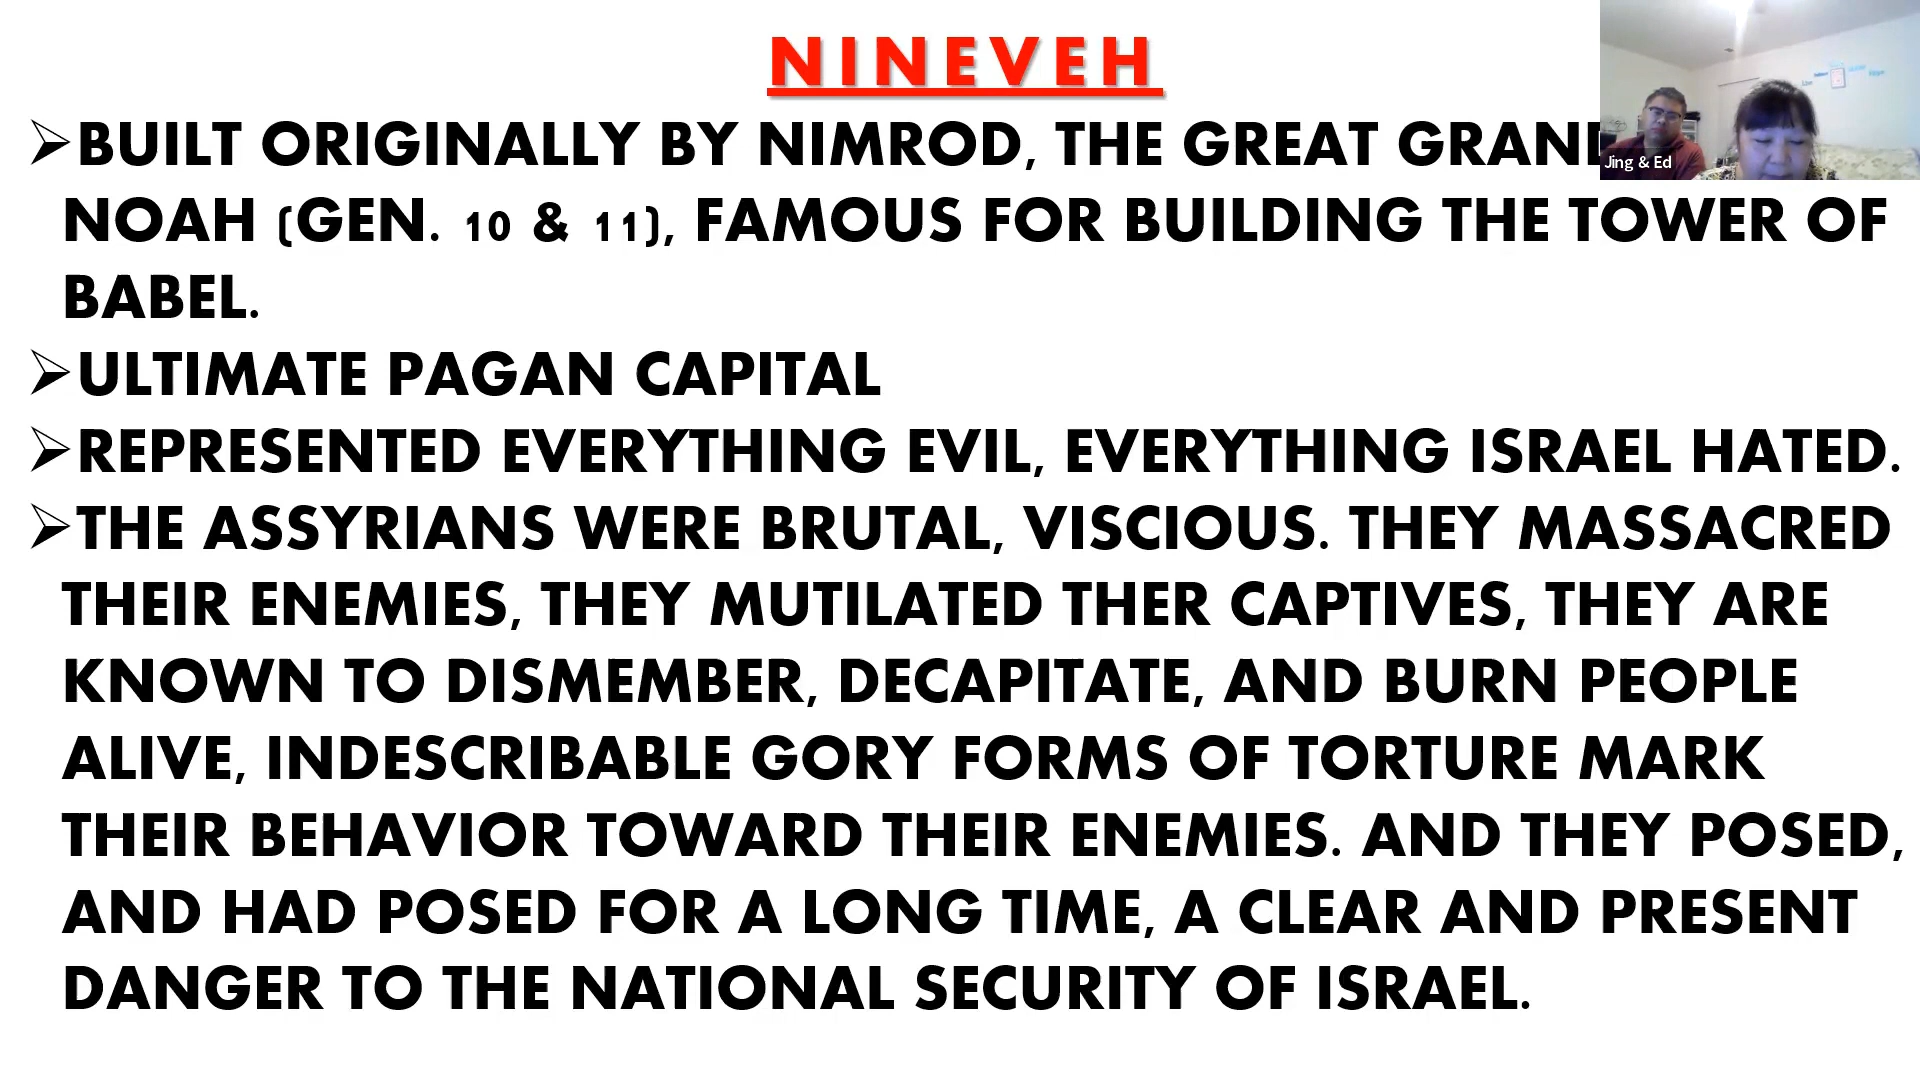 NINEVEH
➢BUILT ORIGINALLY BY NIMROD, THE GREAT
NOAH (GEN. 10 & 11), FAMOUS FOR BUILDING THE TOWER OF
BABEL.
➢ULTIMATE PAGAN CAPITAL
➢REPRESENTED EVERYTHING EVIL, EVERYTHING ISRAEL HATED.
➢THE ASSYRIANS WERE BRUTAL, VISCIOUS. THEY MASSACRED
THEIR ENEMIES, THEY MUTILATED THER CAPTIVES, THEY ARE
KNOWN TO DISMEMBER, DECAPITATE, AND BURN PEOPLE
ALIVE, INDESCRIBABLE GORY FORMS OF TORTURE MARK
THEIR BEHAVIOR TOWARD THEIR ENEMIES. AND THEY POSED,
AND HAD POSED FOR A LONG TIME, A CLEAR AND PRESENT
DANGER TO THE NATIONAL SECURITY OF ISRAEL.
Jing & Ed